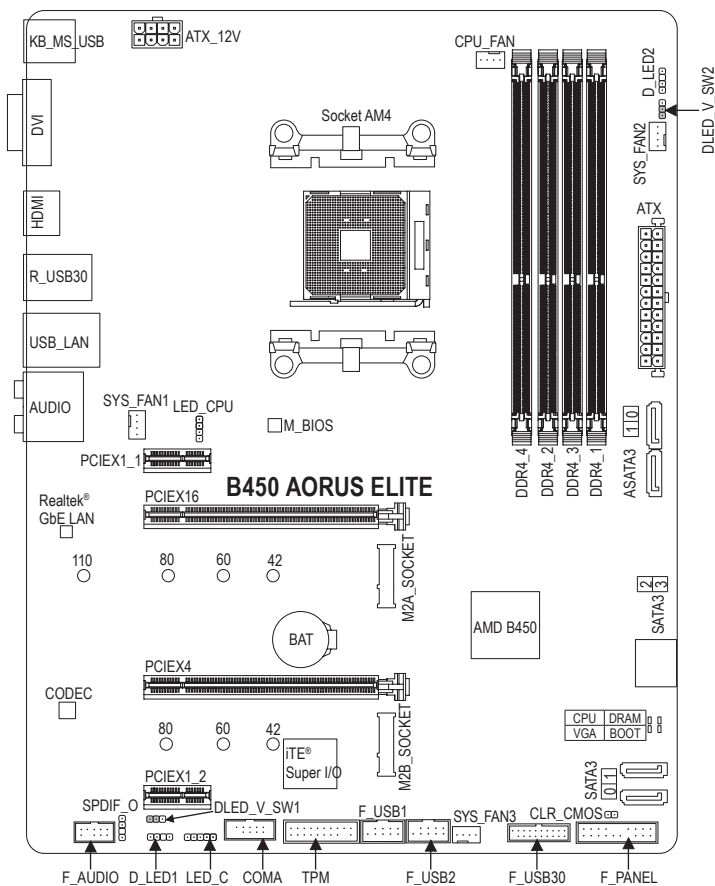 KB_MS_USB
ATX_12V
CPU_FAN
D_LED2
DLED_V_SW2
DVI
Socket AM4
SYS_FAN2
HDMI
ATX
R_USB30
USB_LAN
AUDIO
SYS_FAN1
LED_CPU
M_BIOS
1 0
ASATA3
PCIEX1_1
DDR4_4
DDR4_2
DDR4_3
DDR4_1
B450 AORUS ELITE
Realtek®
GbE LAN
PCIEX16
110
80
60
42
M2A_SOCKET
2 3
SATA3
AMD B450
BAT
PCIEX4
CODEC
80
60
42
M2B_SOCKET
iTE®
Super I/O
CPU DRAM
VGA BOOT
PCIEX1_2
SATA3
0 1
SPDIF_O
DLED_V_SW1
F_USB1
SYS_FAN3
CLR_CMOS
F_AUDIO
D_LED1
LED_C
COMA
TPM
F_USB2
F_USB30
F_PANEL